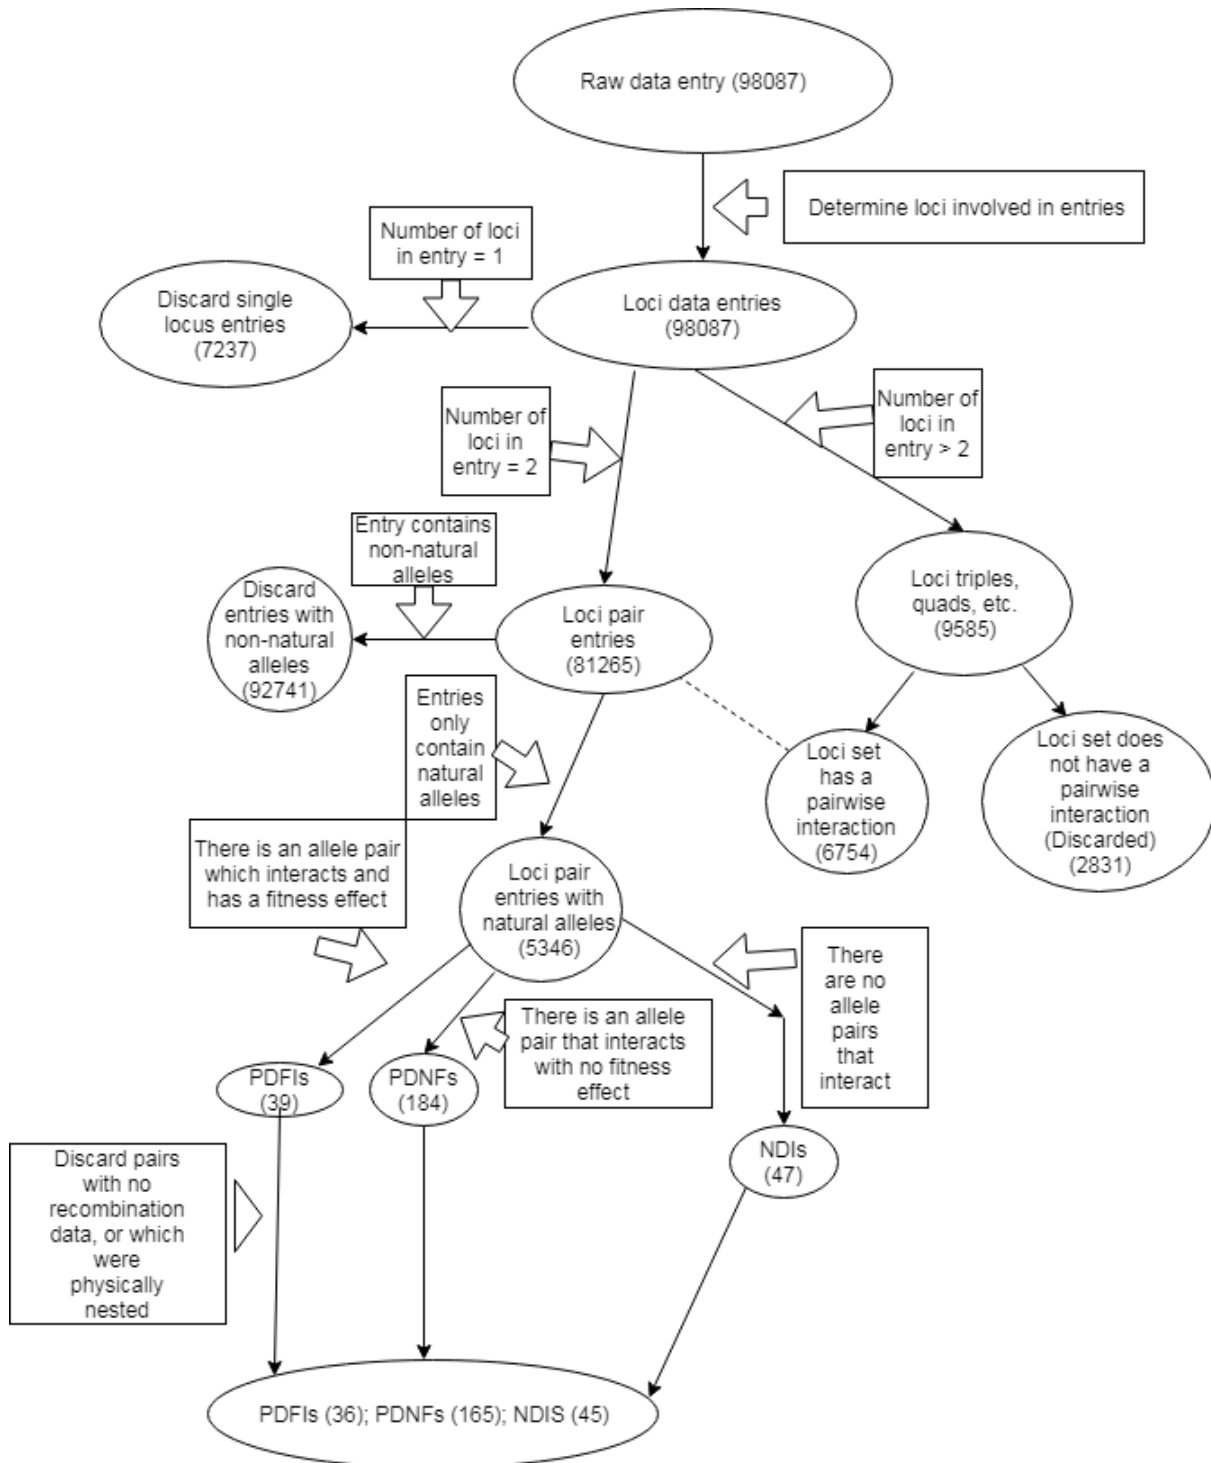 Raw data entry (98087)
Determine loci involved in entries
Number of loci
in entry = 1
Discard single
locus entries
(7237)
Loci data entries
(98087)
Number of
loci in
entry = 2
Number of
loci in
entry > 2
Entry contains
non-natural
alleles
Discard
entries with
non-natural
alleles
(92741)
Loci pair
entries
(81265)
Loci triples,
quads, etc.
(9585)
Entries
only
contain
natural
alleles
Loci set
has a
pairwise
interaction
(6754)
Loci set does
not have a
pairwise
interaction
(Discarded)
(2831)
There is an allele pair
which interacts and
has a fitness effect
Loci pair
entries with
natural alleles
(5346)
There
are no
allele
pairs
that
interact
There is an allele
pair that interacts
with no fitness
effect
PDFIs
(39)
PDNFs
(184)
NDIs
(47)
Discard pairs
with no
recombination
data, or which
were
physically
nested
PDFIs (36); PDNFs (165); NDIS (45)